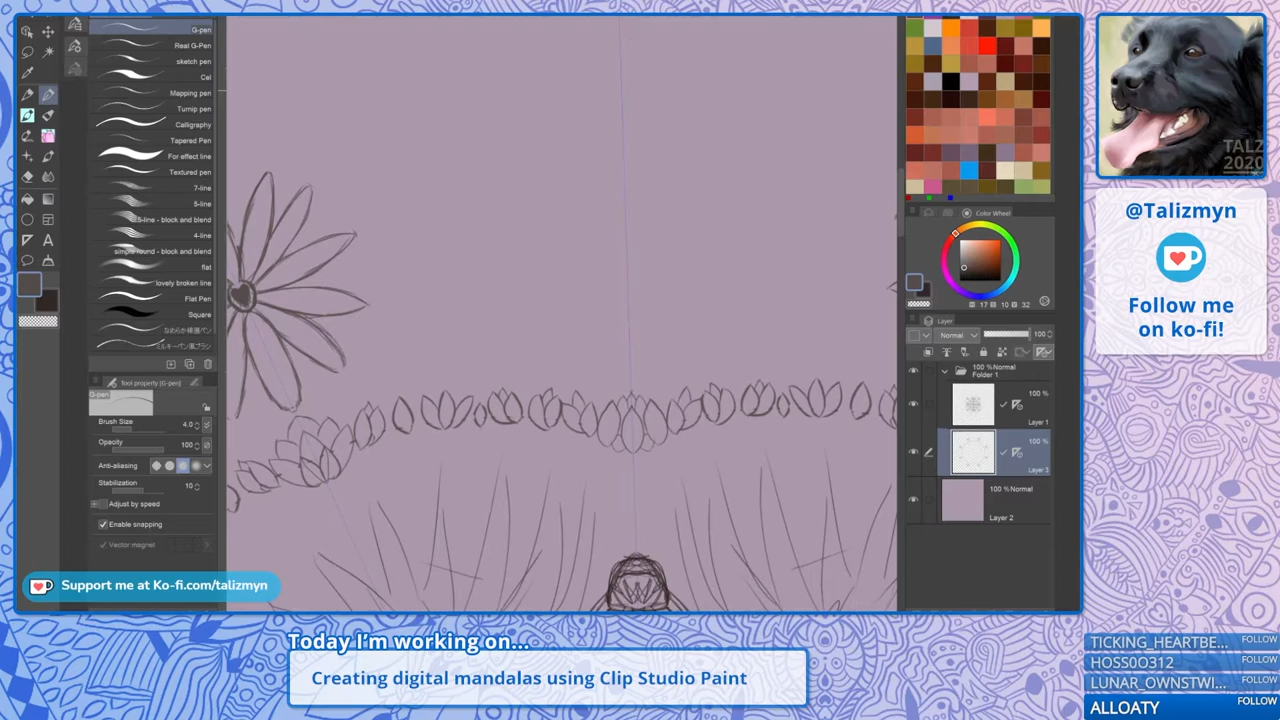 G-pen
Real G-Pen
sketch pen
Cel
Mapping pen
Turnip pen
Calligraphy
Tapered Pen
For effect line
Textured pen
7-line
5-line
5-line - block and blend
4-line
simple round - block and blend
flat
lovely broken line
Flat Pen
Square
Tool property [G-pen]
G-pen
Brush Size 4.0
Opacity 100
Anti-aliasing
Stabilization
10
Adjust by speed
Enable snapping
Vector magnet
Support me at Ko-fi.com/talizmyn
Color Wheel
17 10 32
Layer
Normal 100
100 %Normal
Folder 1
100 %
Layer 1
100 %
Layer 3
100 %Normal
Layer 2
TALZ
2020
@Talizmyn
Follow me
on ko-fi!
Today I'm working on...
Creating digital mandalas using Clip Studio Paint
TICKING_HEARTBE... FOLLOW
HOSS0O312 FOLLOW
LUNAR_OWNSTWI... FOLLOW
ALLOATY FOLLOW